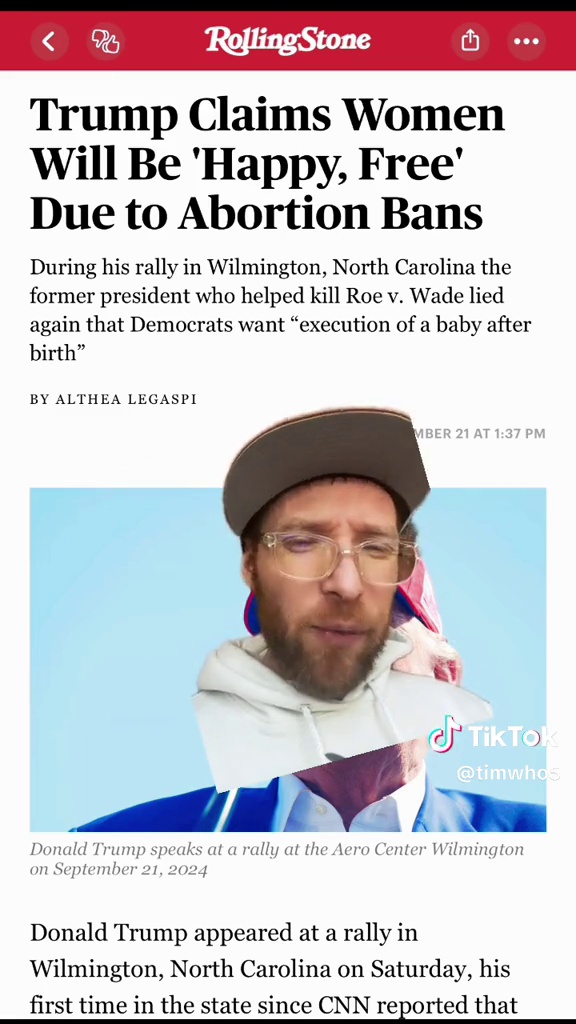 RollingStone
Trump Claims Women
Will Be 'Happy, Free'
Due to Abortion Bans
During his rally in Wilmington, North Carolina the
former president who helped kill Roe v. Wade lied
again that Democrats want “execution of a baby after
birth”
BY ALTHEA LEGASPI
MBER 21 AT 1:37 PM
TikTok
@timwho5
Donald Trump speaks at a rally at the Aero Center Wilmington
on September 21, 2024
Donald Trump appeared at a rally in
Wilmington, North Carolina on Saturday, his
first time in the state since CNN reported that